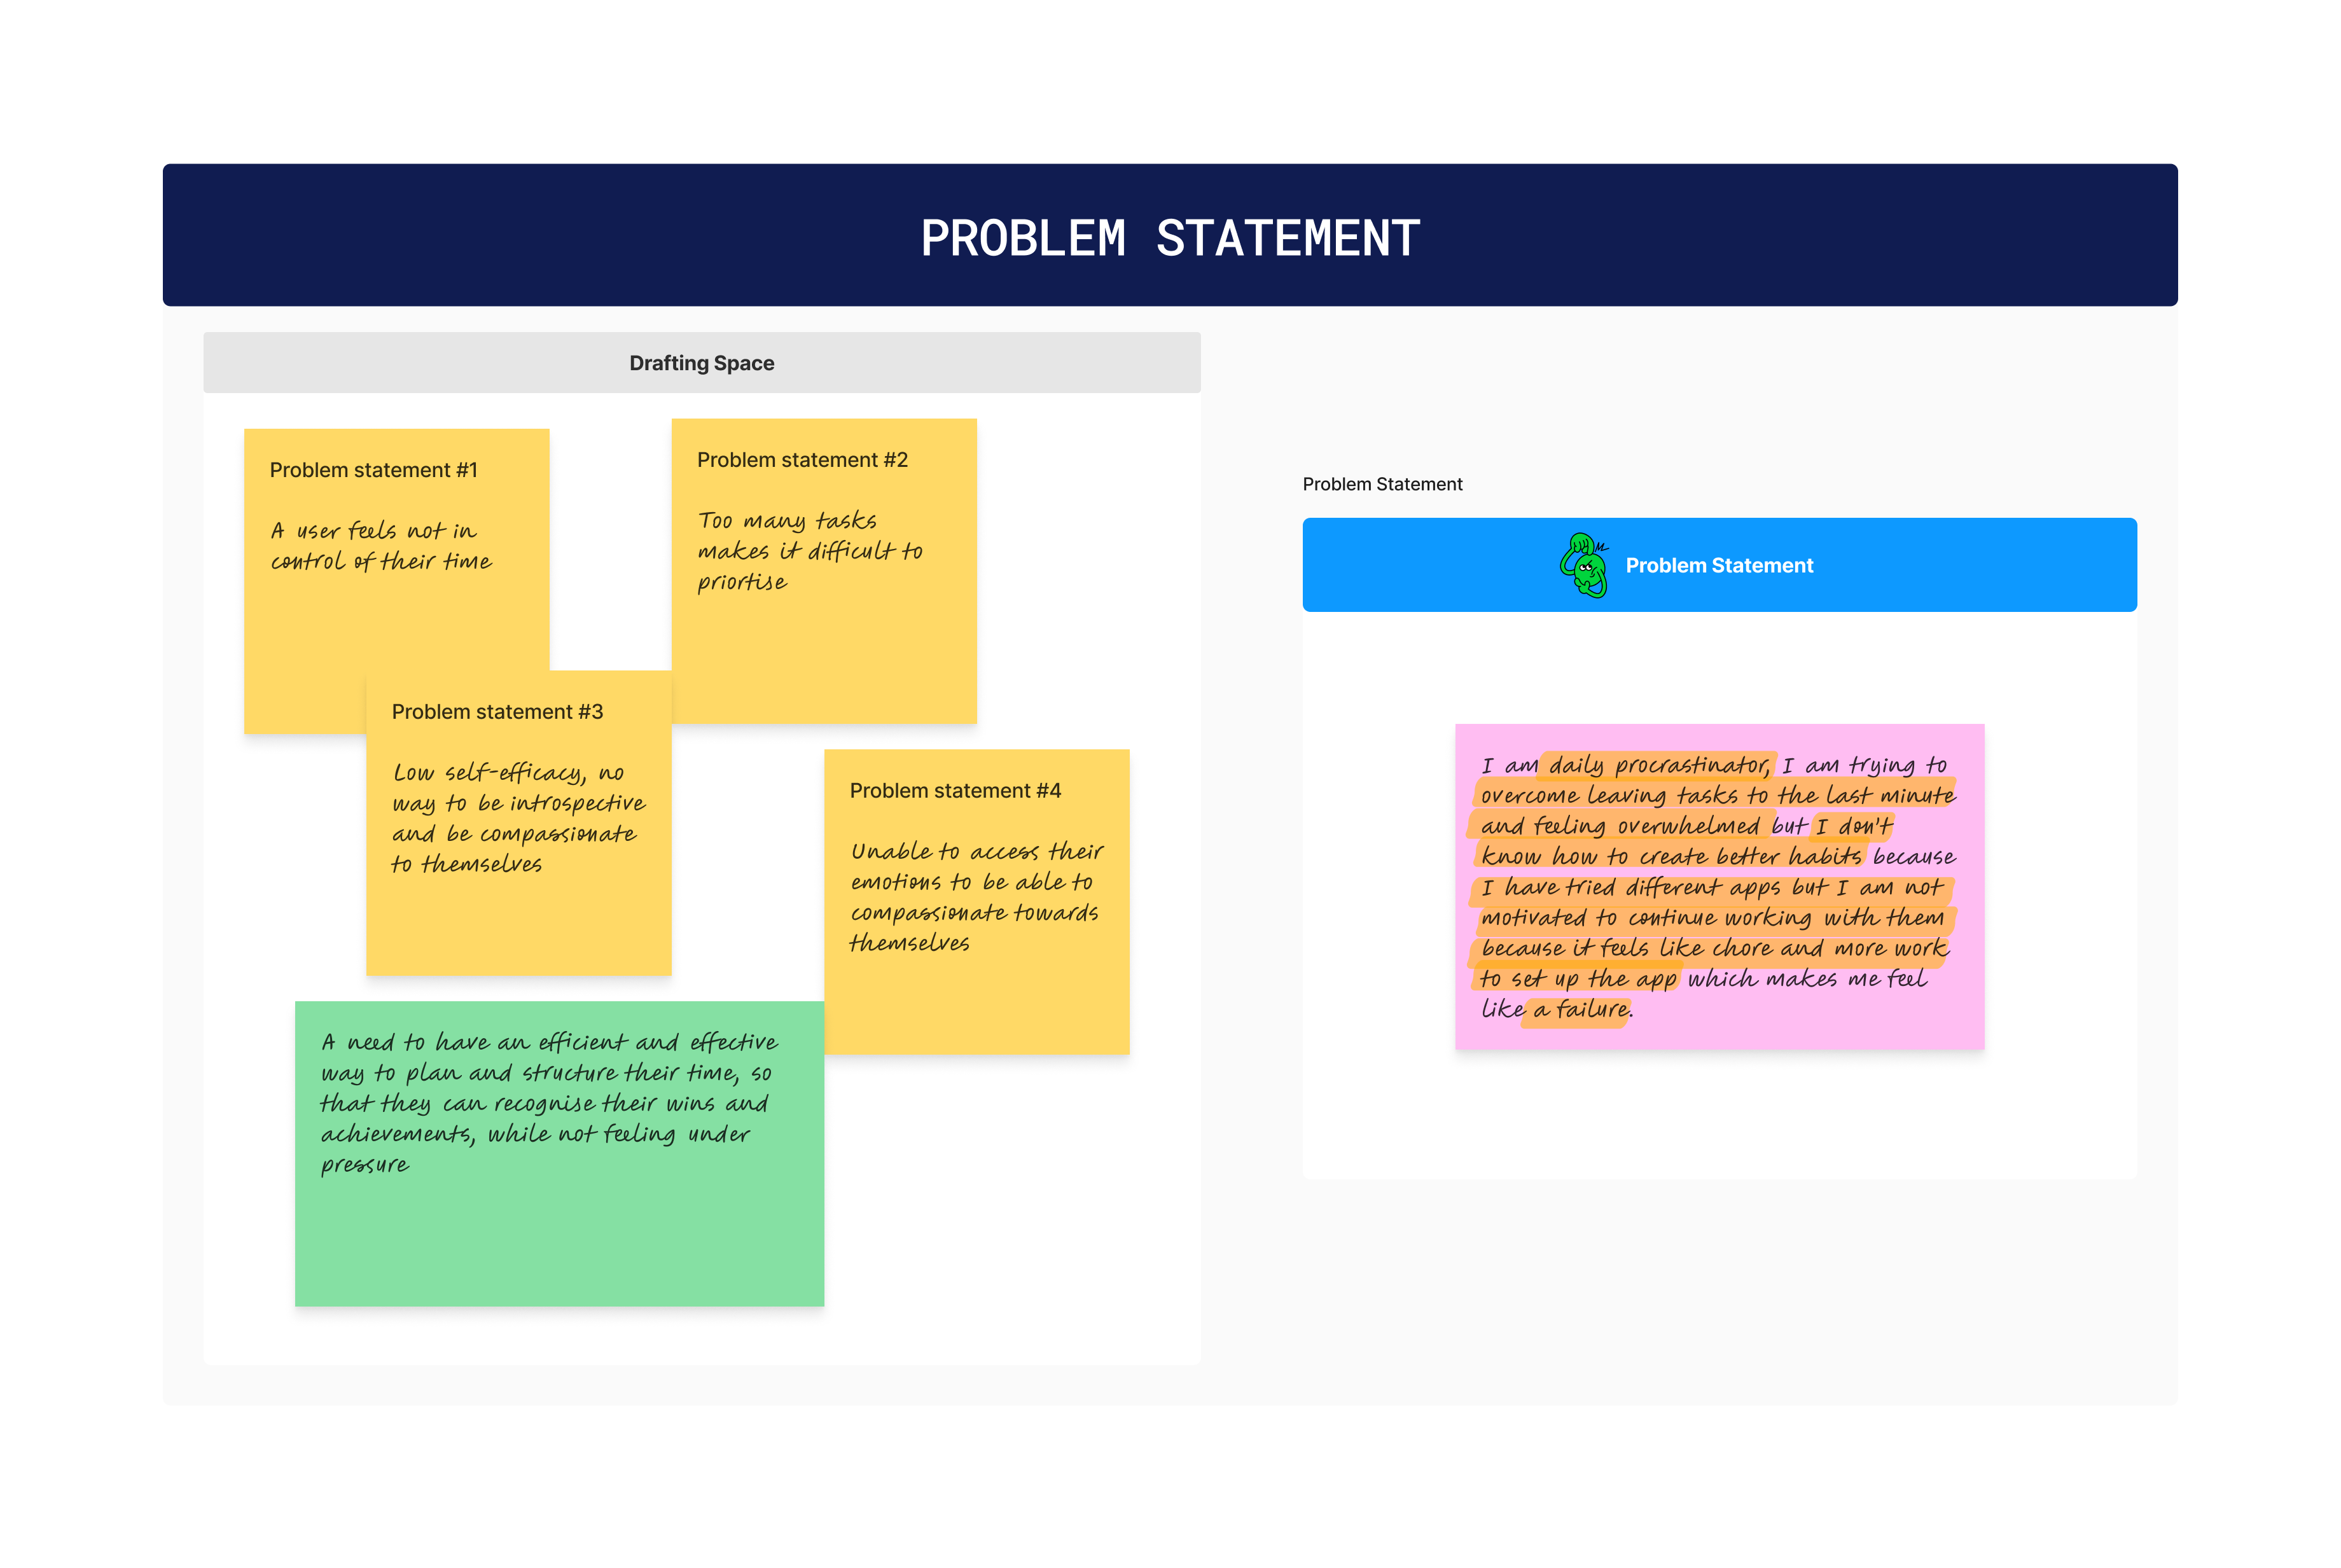 PROBLEM STATEMENT
Drafting Space
Problem statement #1
A user feels not in
control of their time
Problem statement #2
Too many tasks
makes it difficult to
priortise
Problem statement #3
Low self-efficacy, no
way to be introspective
and be compassionate
to themselves
Problem statement #4
Unable to access their
emotions to be able to
compassionate towards
themselves
A need to have an efficient and effective
way to plan and structure their time, so
that they can recognise their wins and
achievements, while not feeling under
pressure
Problem Statement
Problem Statement
I am daily procrastinator, I am trying to
overcome leaving tasks to the last minute
and feeling overwhelmed but I don't
know how to create better habits because
I have tried different apps but I am not
motivated to continue working with them
because it feels like chore and more work
to set up the app which makes me feel
like a failure.